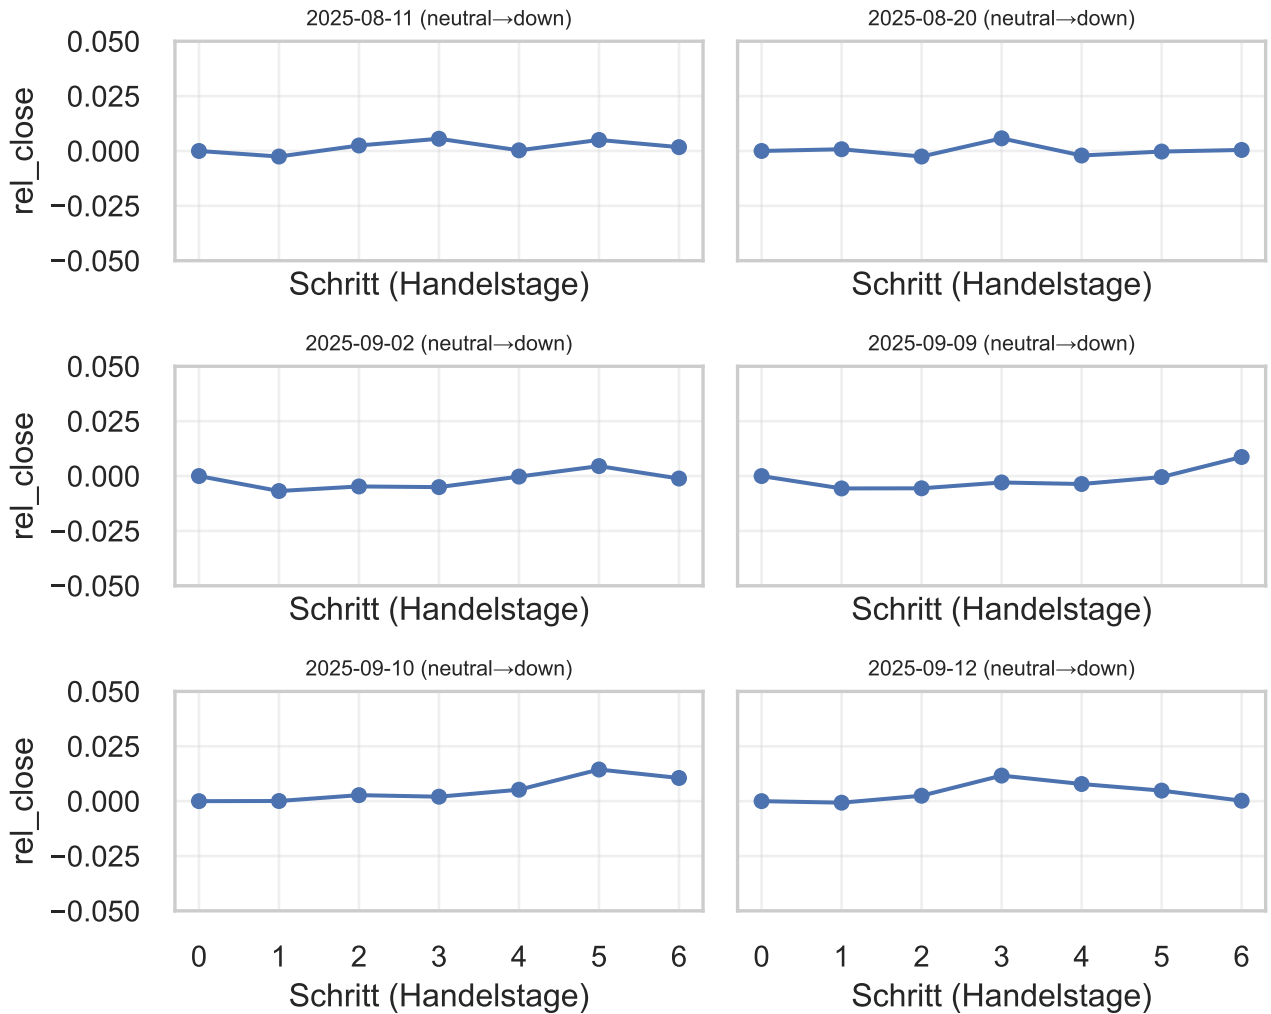 2025-08-11 (neutral→down)
0.050
0.025
0.000
−0.025
−0.050
rel_close
Schritt (Handelstage)
2025-08-20 (neutral→down)
Schritt (Handelstage)
2025-09-02 (neutral→down)
0.050
0.025
0.000
−0.025
−0.050
rel_close
Schritt (Handelstage)
2025-09-09 (neutral→down)
Schritt (Handelstage)
2025-09-10 (neutral→down)
0.050
0.025
0.000
−0.025
−0.050
rel_close
0 1 2 3 4 5 6
Schritt (Handelstage)
2025-09-12 (neutral→down)
0 1 2 3 4 5 6
Schritt (Handelstage)